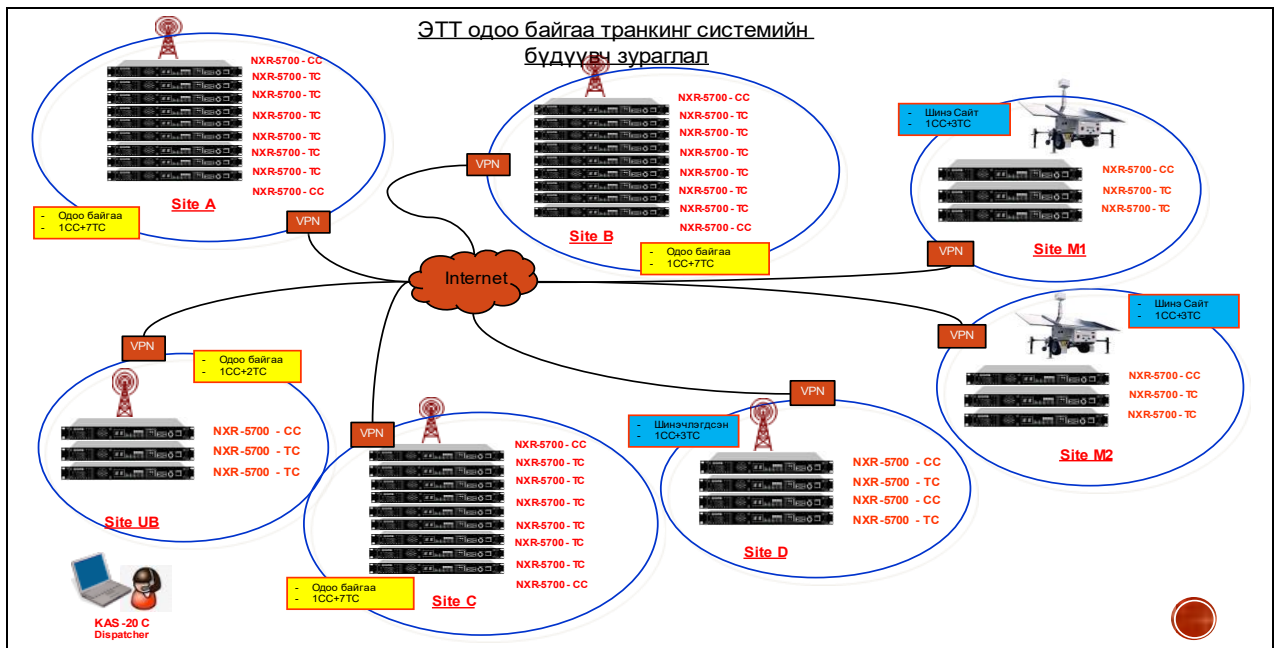 ЭТТ одоо байгаа транкинг системийн
бүдүүвч зураглал
NXR-5700 - CC
NXR-5700 - TC
NXR-5700 - TC
NXR-5700 - TC
NXR-5700 - TC
NXR-5700 - TC
NXR-5700 - TC
NXR-5700 - CC
Site A
- Одоо байгаа
- 1CC+7TC
VPN
NXR-5700 - CC
NXR-5700 - TC
NXR-5700 - TC
NXR-5700 - TC
NXR-5700 - TC
NXR-5700 - TC
NXR-5700 - TC
NXR-5700 - CC
Site B
- Одоо байгаа
- 1CC+7TC
VPN
- Шинэ Сайт
- 1CC+3TC
NXR-5700 - CC
NXR-5700 - TC
NXR-5700 - TC
Site M1
VPN
Internet
- Шинэ Сайт
- 1CC+3TC
VPN
NXR-5700 - CC
NXR-5700 - TC
NXR-5700 - TC
Site M2
VPN
- Одоо байгаа
- 1CC+2TC
NXR-5700 - CC
NXR-5700 - TC
NXR-5700 - TC
Site UB
KAS-20 C
Dispatcher
VPN
NXR-5700 - CC
NXR-5700 - TC
NXR-5700 - TC
NXR-5700 - TC
NXR-5700 - TC
NXR-5700 - TC
NXR-5700 - TC
NXR-5700 - CC
- Одоо байгаа
- 1CC+7TC
Site C
VPN
- Шинэчлэгдсэн
- 1CC+3TC
NXR-5700 - CC
NXR-5700 - TC
NXR-5700 - CC
NXR-5700 - TC
Site D